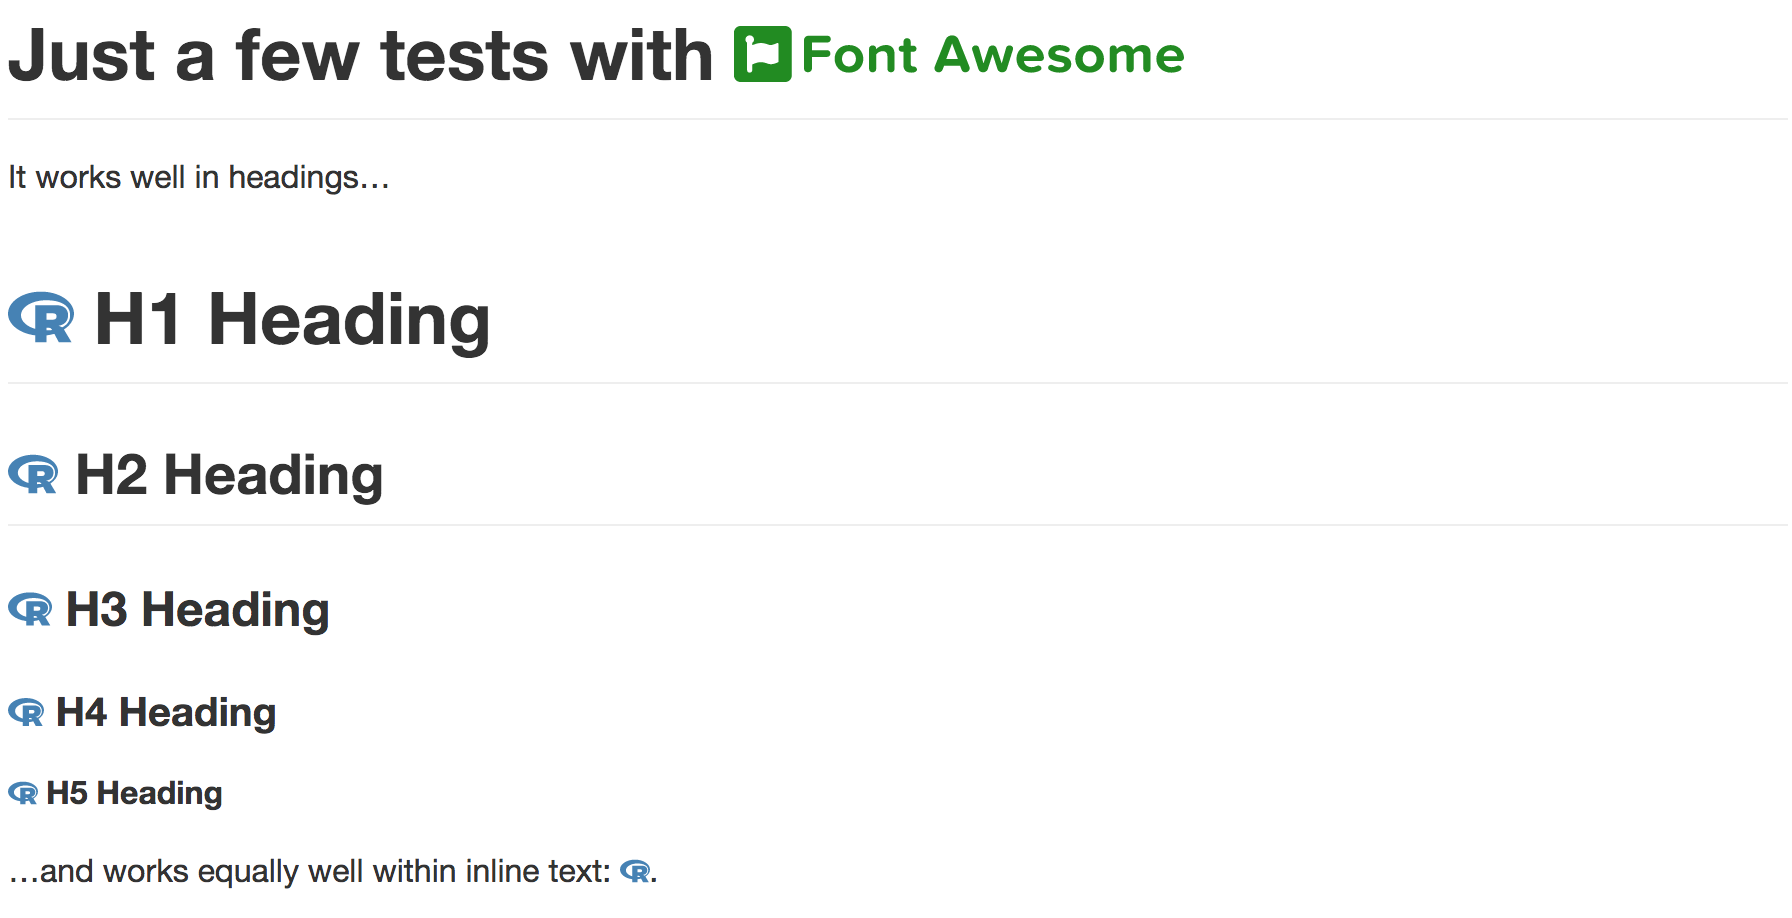 Just a few tests with Font Awesome
It works well in headings…
R H1 Heading
R H2 Heading
R H3 Heading
R H4 Heading
R H5 Heading
…and works equally well within inline text: R.